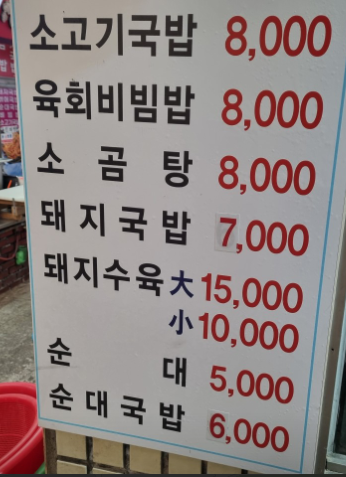 소고기국밥 8,000
육회비빔밥 8,000
소곰탕 8,000
돼지국밥 7,000
돼지수육 大 15,000
小 10,000
순대 5,000
순대국밥 6,000